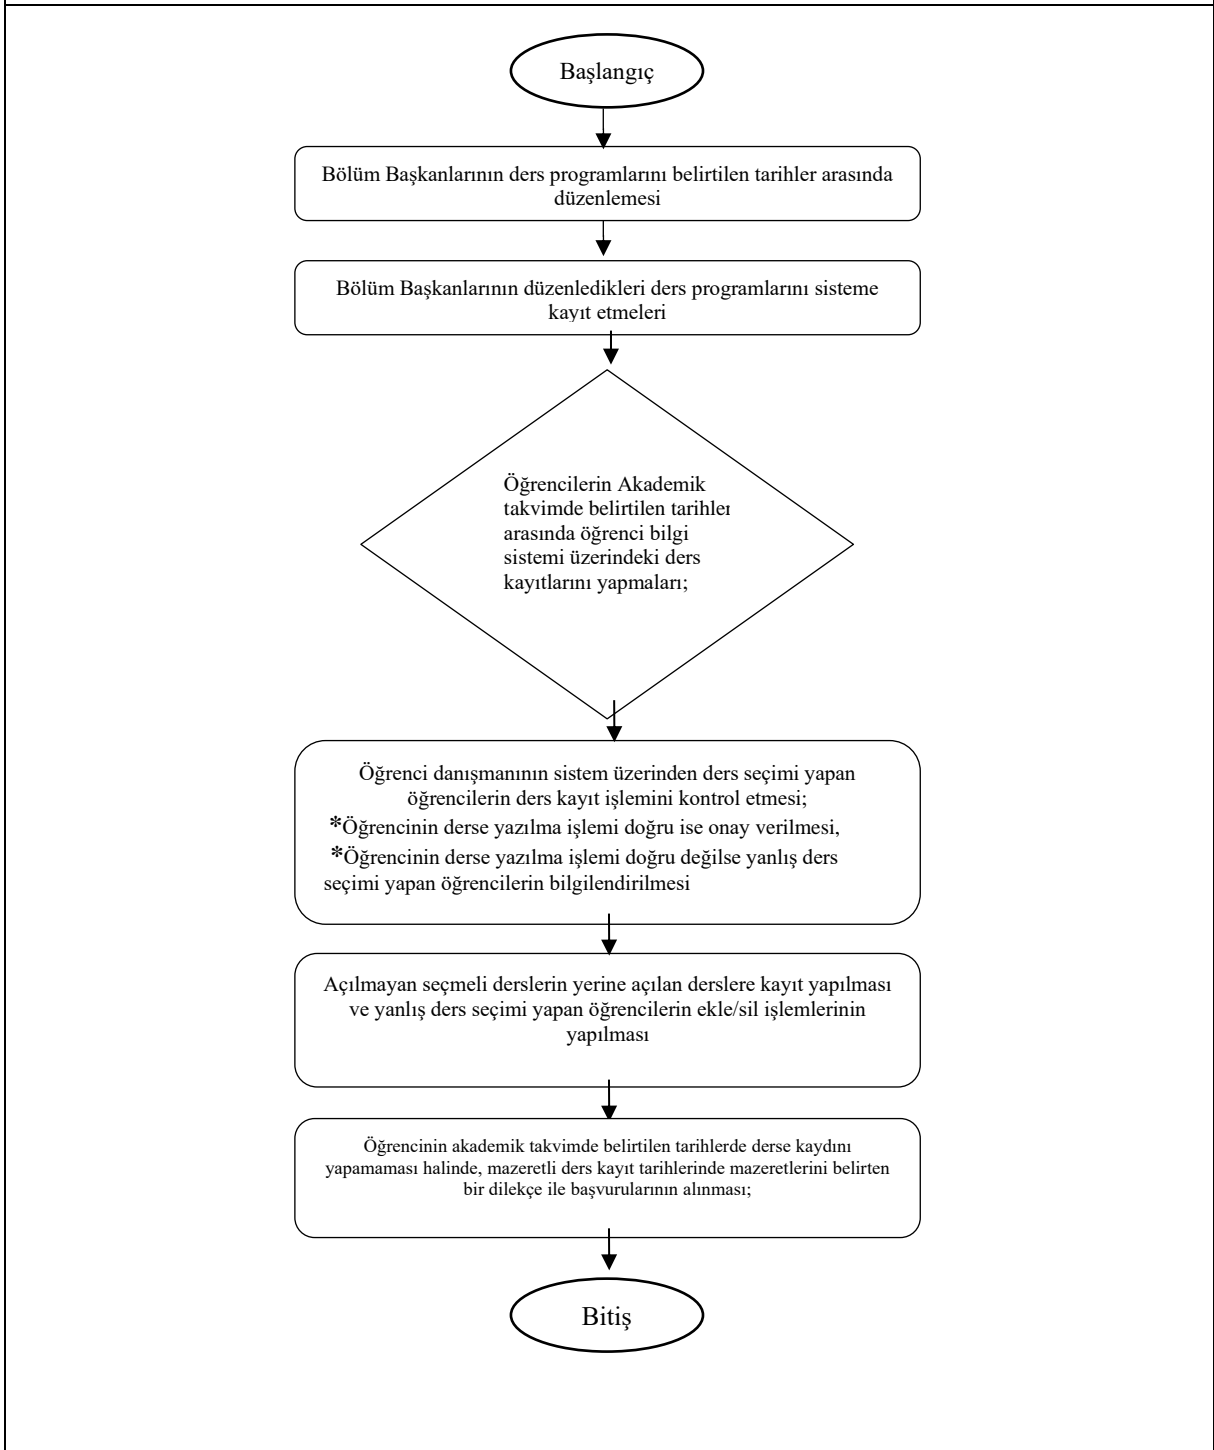 Başlangıç
Bölüm Başkanlarının ders programlarını belirtilen tarihler arasında
düzenlemesi
Bölüm Başkanlarının düzenledikleri ders programlarını sisteme
kayıt etmeleri
Öğrencilerin Akademik
takvimde belirtilen tarihler
arasında öğrenci bilgi
sistemi üzerindeki ders
kayıtlarını yapmaları;
Öğrenci danışmanının sistem üzerinden ders seçimi yapan
öğrencilerin ders kayıt işlemini kontrol etmesi;
*Öğrencinin derse yazılma işlemi doğru ise onay verilmesi,
*Öğrencinin derse yazılma işlemi doğru değilse yanlış ders
seçimi yapan öğrencilerin bilgilendirilmesi
Açılmayan seçmeli derslerin yerine açılan derslere kayıt yapılması
ve yanlış ders seçimi yapan öğrencilerin ekle/sil işlemlerinin
yapılması
Öğrencinin akademik takvimde belirtilen tarihlerde derse kaydını
yapamaması halinde, mazeretli ders kayıt tarihlerinde mazeretlerini belirten
bir dilekçe ile başvurularının alınması;
Bitiş